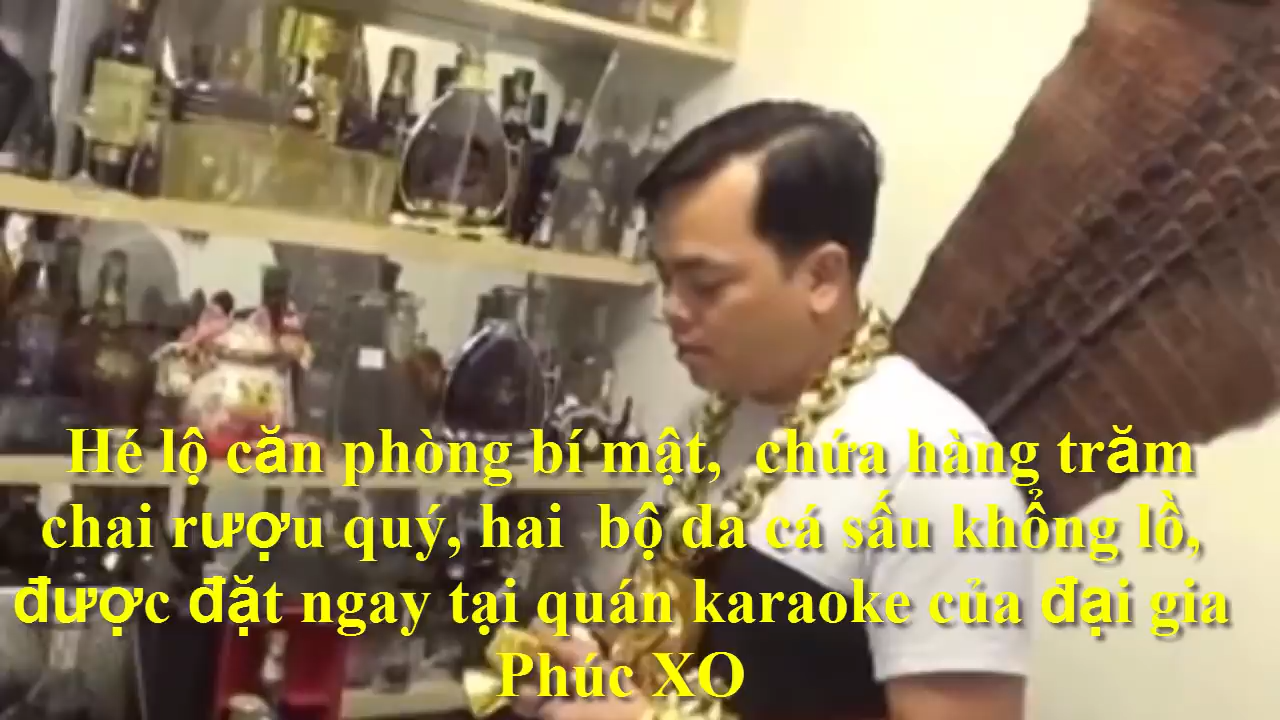 Hé lộ căn phòng bí mật, chứa hàng trăm
chai rượu quý, hai bộ da cá sấu khổng lồ,
được đặt ngay tại quán karaoke của đại gia
Phúc XO